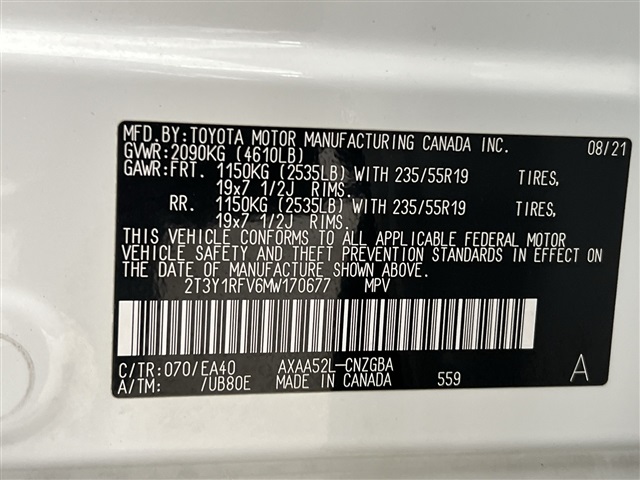 MFD.BY:TOYOTA MOTOR MANUFACTURING CANADA INC. 08/21
GVWR:2090KG (4610LB)
GAWR:FRT. 1150KG (2535LB) WITH 235/55R19 TIRES,
19x7 1/2J RIMS.
RR. 1150KG (2535LB) WITH 235/55R19 TIRES,
19x7 1/2J RIMS.
THIS VEHICLE CONFORMS TO ALL APPLICABLE FEDERAL MOTOR
VEHICLE SAFETY AND THEFT PREVENTION STANDARDS IN EFFECT ON
THE DATE OF MANUFACTURE SHOWN ABOVE.
2T3Y1RFV6MW170677 MPV
C/TR:070/EA40 AXAA52L-CNZGBA
A/TM: /UB80E MADE IN CANADA 559 A